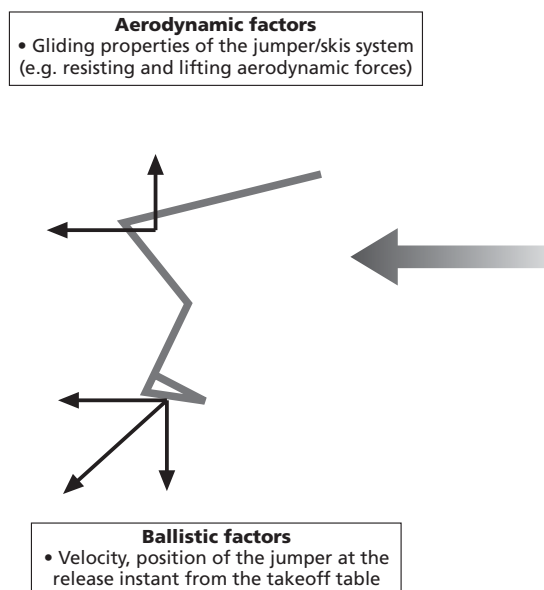 Aerodynamic factors
• Gliding properties of the jumper/skis system
(e.g. resisting and lifting aerodynamic forces)
Ballistic factors
• Velocity, position of the jumper at the
release instant from the takeoff table